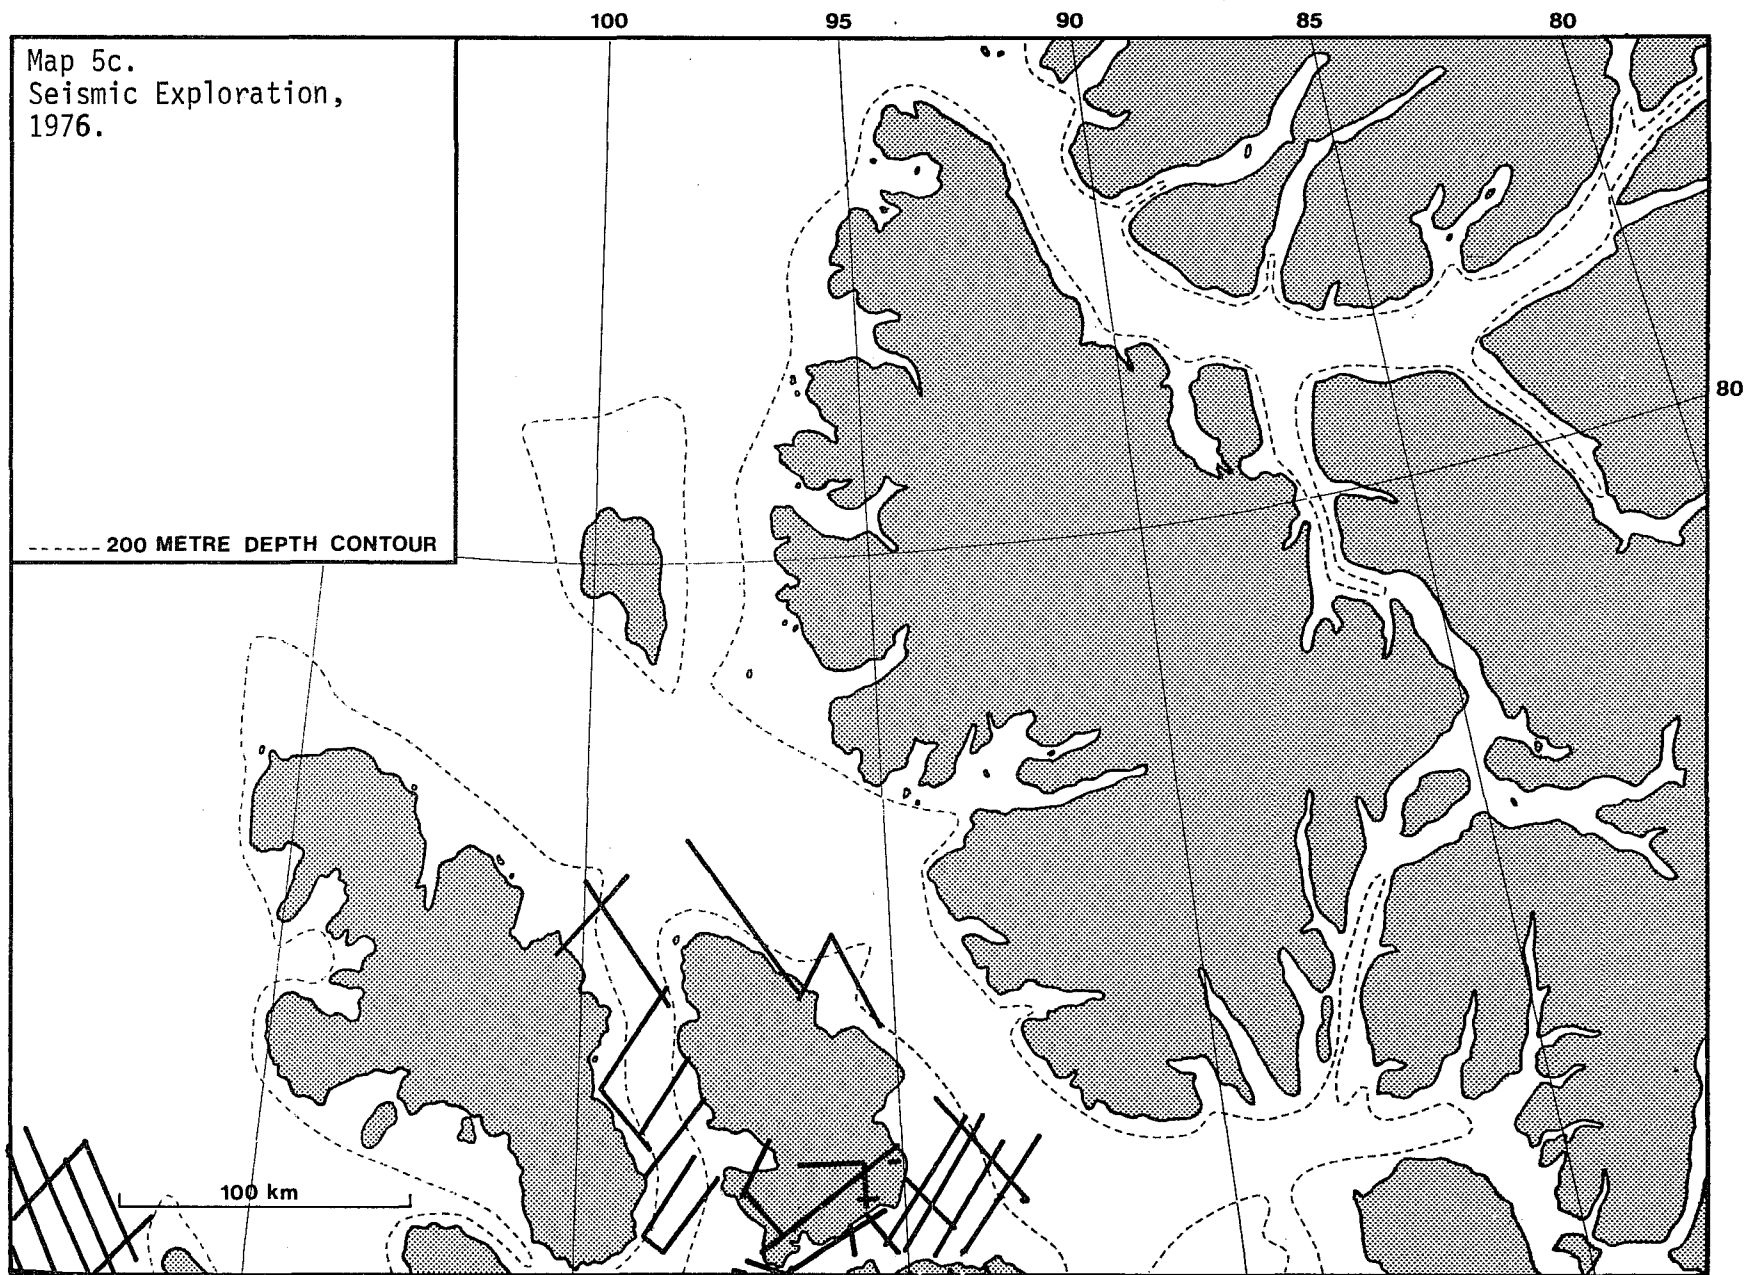 100 95 90 85 80
Map 5c.
Seismic Exploration,
1976.
80
200 METRE DEPTH CONTOUR
100 km